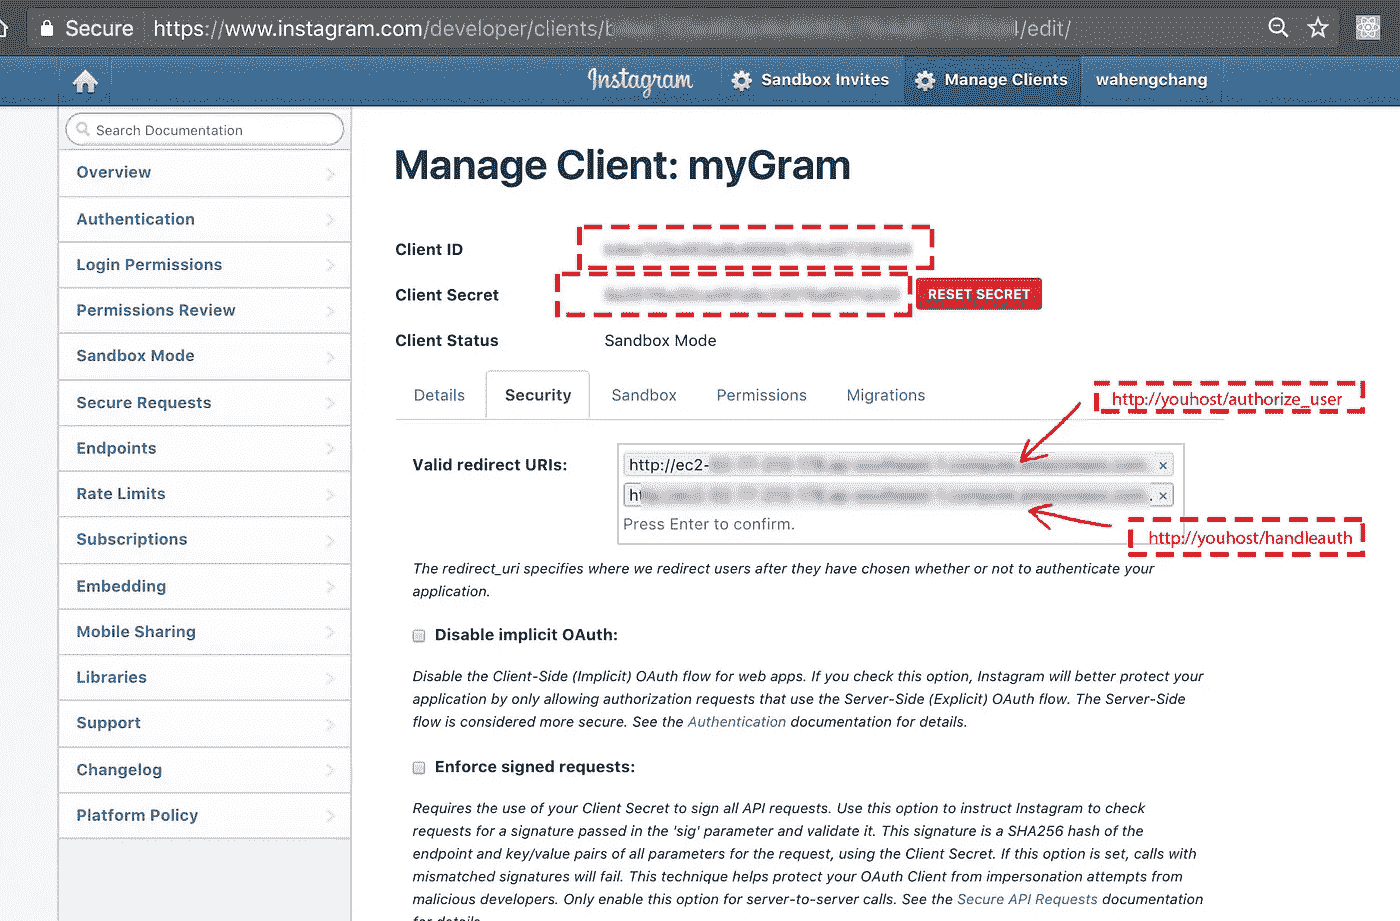 Secure https://www.instagram.com/developer/clients/ /edit/
Instagram Sandbox Invites Manage Clients wahengchang
Search Documentation
Overview
Authentication
Login Permissions
Permissions Review
Sandbox Mode
Secure Requests
Endpoints
Rate Limits
Subscriptions
Embedding
Mobile Sharing
Libraries
Support
Changelog
Platform Policy
Manage Client: myGram
Client ID
Client Secret RESET SECRET
Client Status Sandbox Mode
Details Security Sandbox Permissions Migrations
http://youhost/authorize_user
Valid redirect URIs: http://ec2- ×
×
Press Enter to confirm.
http://youhost/handleauth
The redirect_uri specifies where we redirect users after they have chosen whether or not to authenticate your
application.
Disable implicit OAuth:
Disable the Client-Side (Implicit) OAuth flow for web apps. If you check this option, Instagram will better protect your
application by only allowing authorization requests that use the Server-Side (Explicit) OAuth flow. The Server-Side
flow is considered more secure. See the Authentication documentation for details.
Enforce signed requests:
Requires the use of your Client Secret to sign all API requests. Use this option to instruct Instagram to check
requests for a signature passed in the 'sig' parameter and validate it. This signature is a SHA256 hash of the
endpoint and key/value pairs of all parameters for the request, using the Client Secret. If this option is set, calls with
mismatched signatures will fail. This technique helps protect your OAuth Client from impersonation attempts from
malicious developers. Only enable this option for server-to-server calls. See the Secure API Requests documentation
for details.